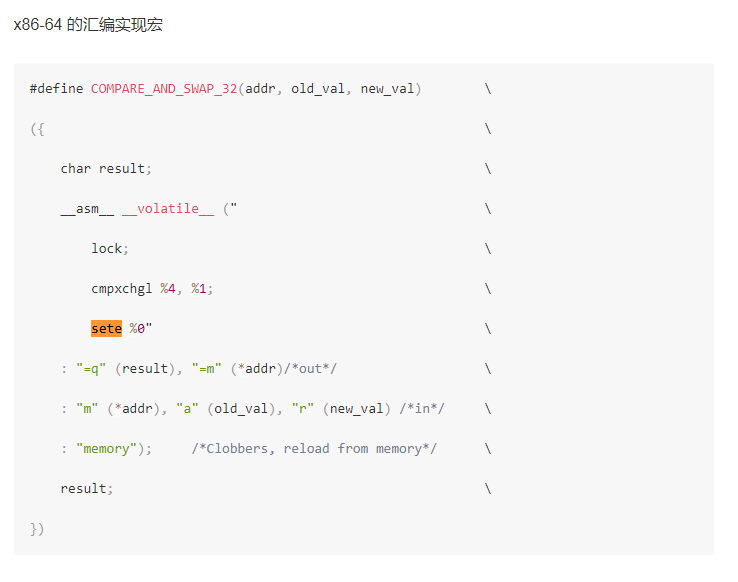 x86-64 的汇编实现宏
#define COMPARE_AND_SWAP_32(addr, old_val, new_val) \
({ \
char result; \
__asm__ __volatile__ (" \
lock; \
cmpxchgl %4, %1; \
sete %0" \
: "=q" (result), "=m" (*addr)/*out*/ \
: "m" (*addr), "a" (old_val), "r" (new_val) /*in*/ \
: "memory"); /*Clobbers, reload from memory*/ \
result; \
})